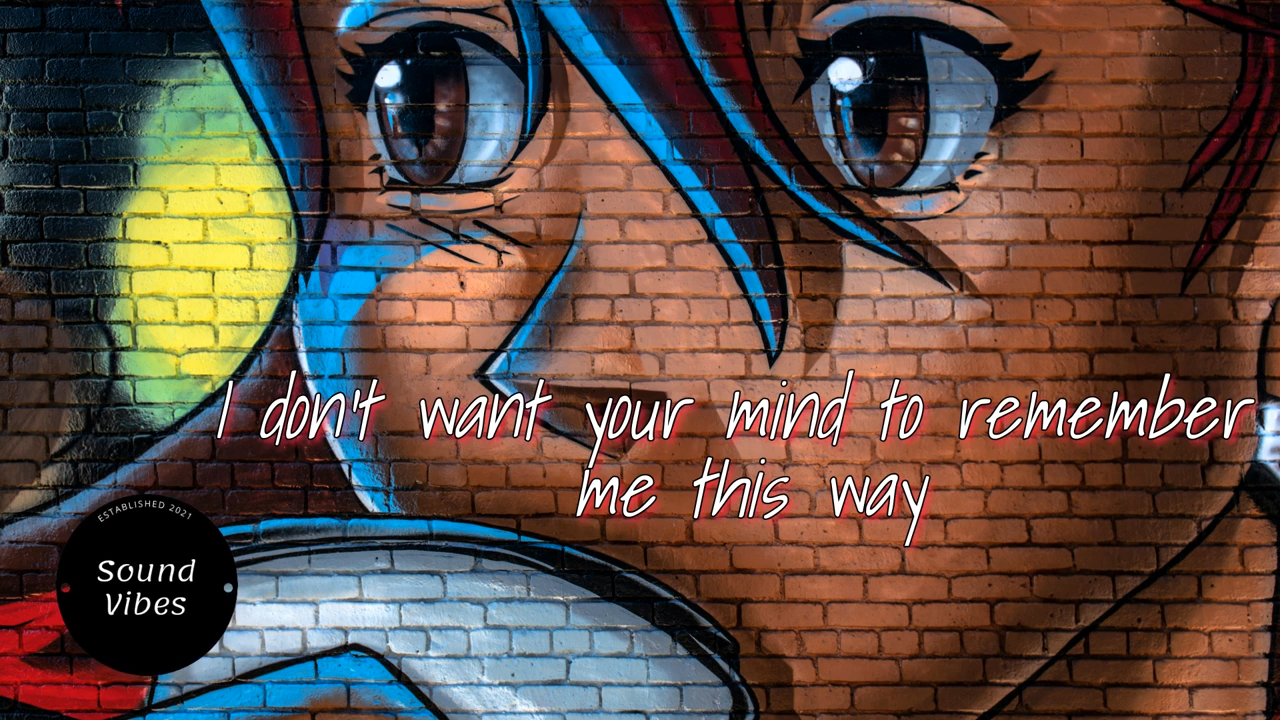 I don't want your mind to remember
me this way
ESTABLISHED 2021
Sound
Vibes